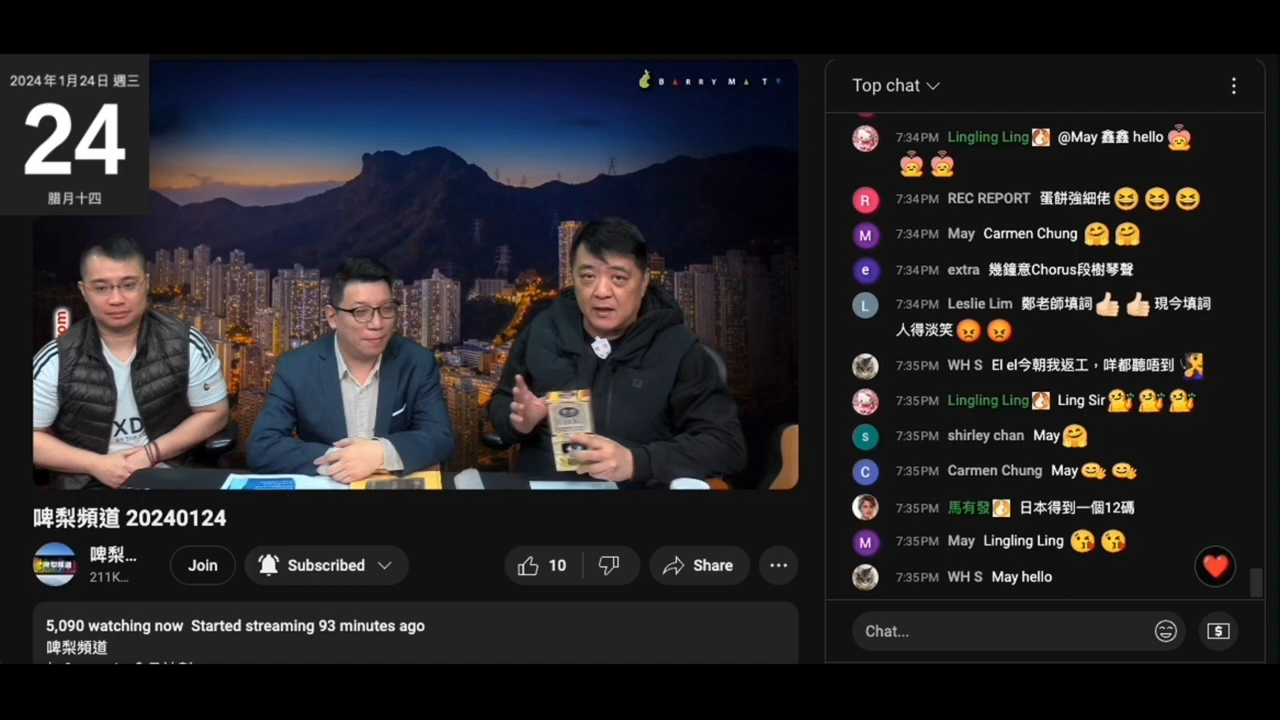 2024年1月24日 週三
24
臘月十四
BARRYMATV
com
XD
啤梨頻道 20240124
啤梨...
211K...
Join
Subscribed
10
Share
5,090 watching now Started streaming 93 minutes ago
啤梨頻道
Top chat
7:34PM Lingling Ling @May 鑫鑫 hello
7:34PM REC REPORT 蛋餅強細佬
7:34PM May Carmen Chung
7:34PM extra 幾鐘意Chorus段樹琴聲
7:34PM Leslie Lim 鄭老師填詞 現今填詞
人得淡笑
7:35PM WH S El el今朝我返工，咩都聽唔到
7:35PM Lingling Ling Ling Sir
7:35PM shirley chan May
7:35PM Carmen Chung May
7:35PM 馬有發 日本得到一個12碼
7:35PM May Lingling Ling
7:35PM WH S May hello
Chat...